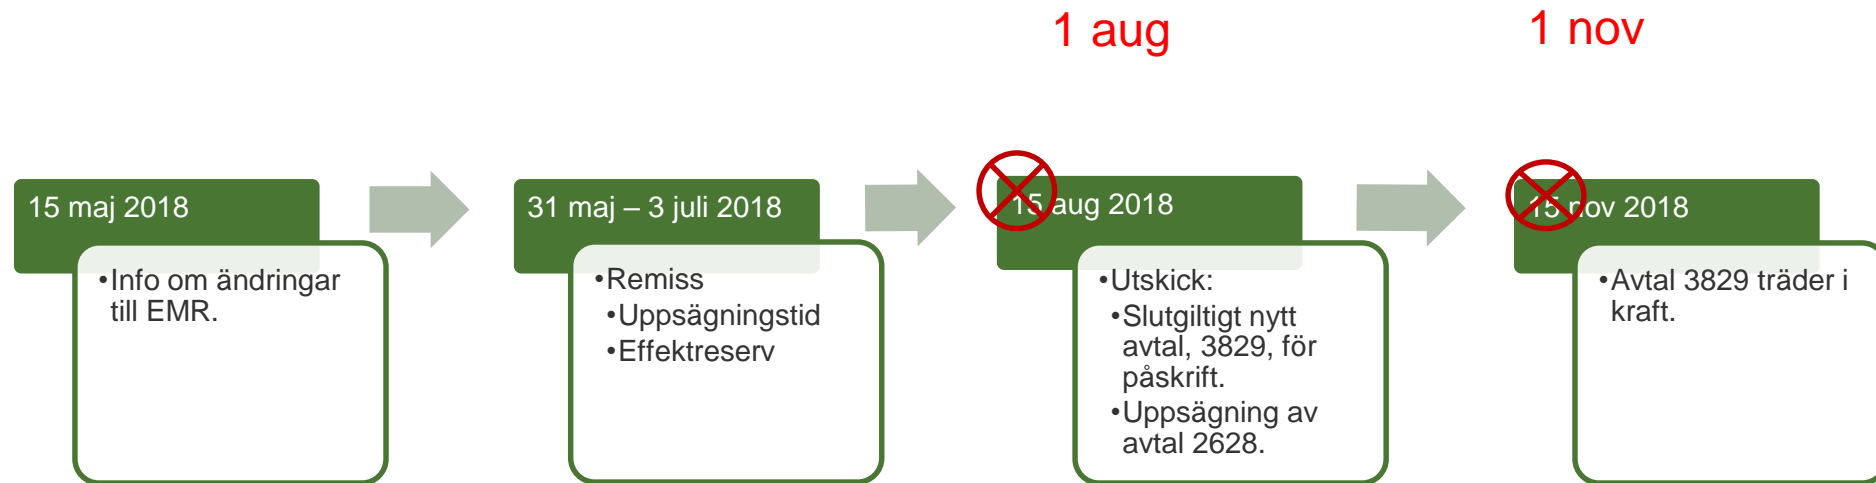 1 aug
1 nov
15 maj 2018
•Info om ändringar
till EMR.
31 maj – 3 juli 2018
•Remiss
•Uppsägningstid
•Effektreserv
15 aug 2018
•Utskick:
•Slutgiltigt nytt
avtal, 3829, för
påskrift.
•Uppsägning av
avtal 2628.
15 nov 2018
•Avtal 3829 träder i
kraft.